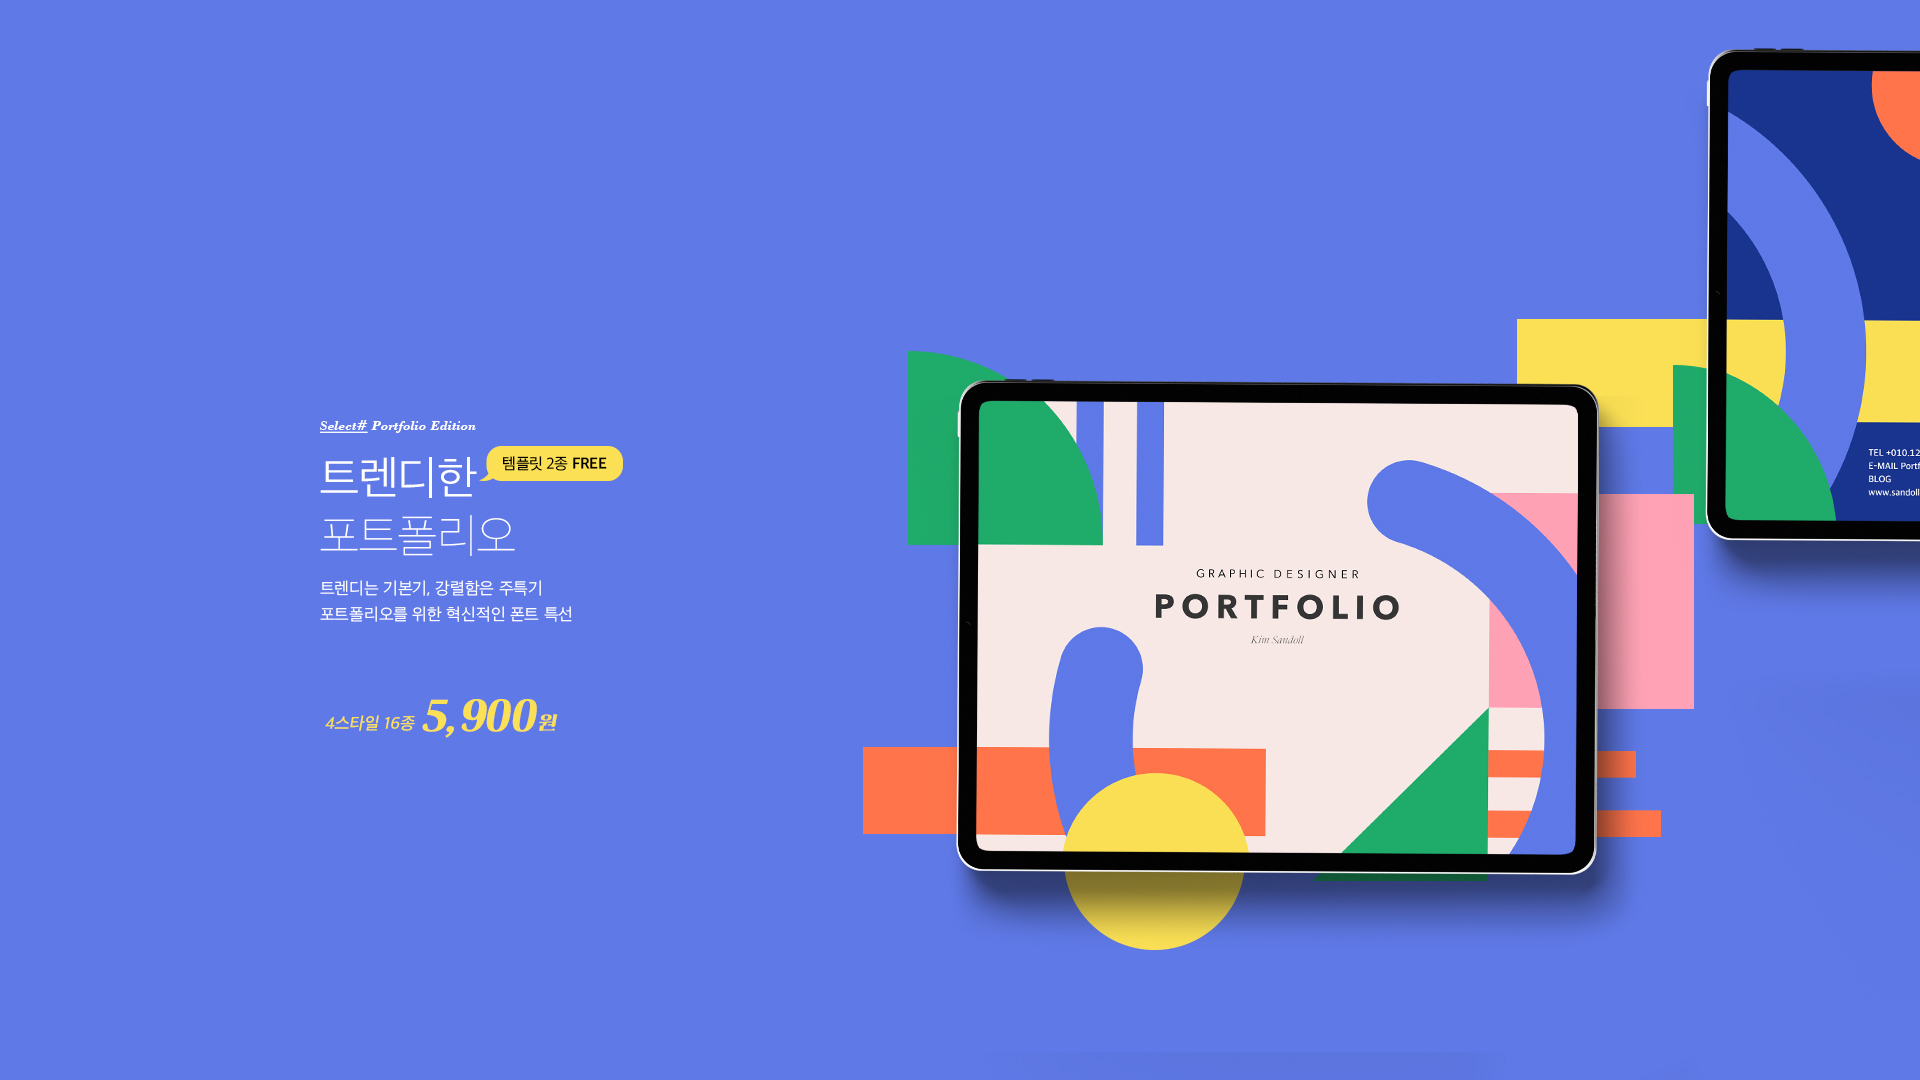 Select# Portfolio Edition
트렌디한
템플릿 2종 FREE
포트폴리오
트렌디는 기본기, 강렬함은 주특기
포트폴리오를 위한 혁신적인 폰트 특선
4스타일 16종 5,900원
GRAPHIC DESIGNER
PORTFOLIO
Kim Sandoll
TEL +010.12
E-MAIL Portf
BLOG
www.sandoll